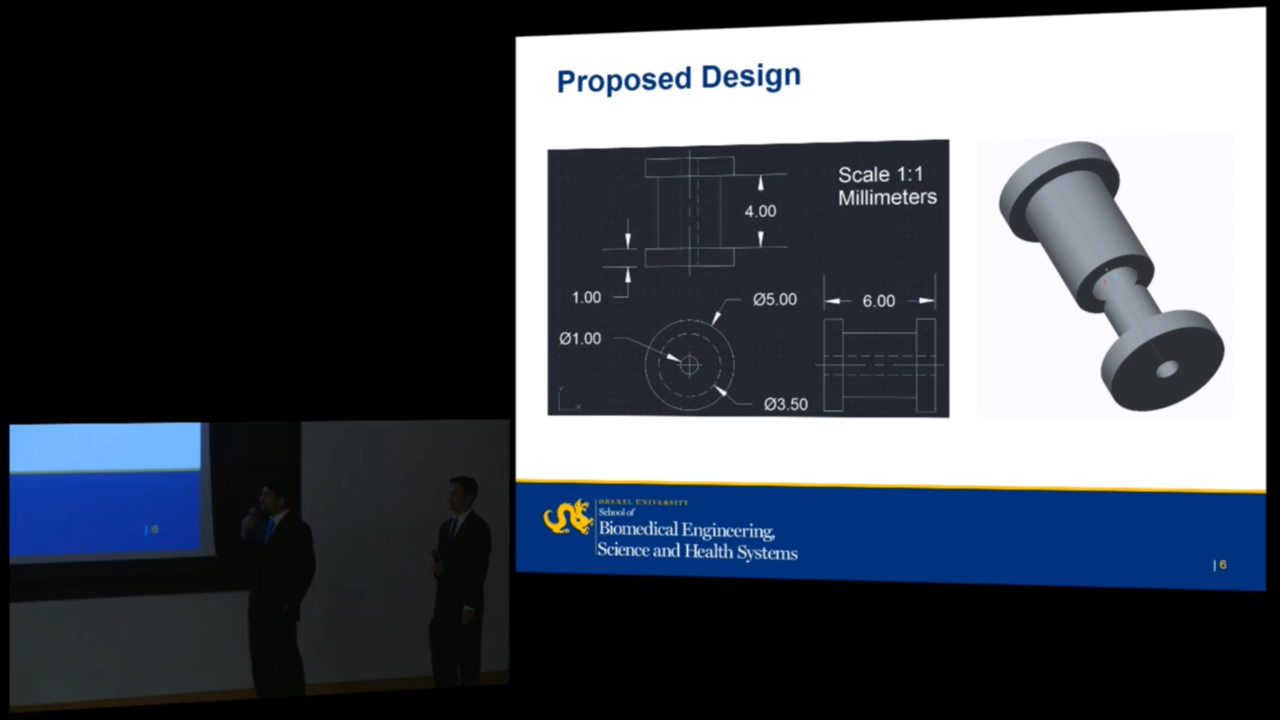 Proposed Design
Scale 1:1
Millimeters
4.00
1.00
Ø5.00
6.00
Ø1.00
Ø3.50
DREXEL UNIVERSITY
School of
Biomedical Engineering,
Science and Health Systems
| 6
| 6